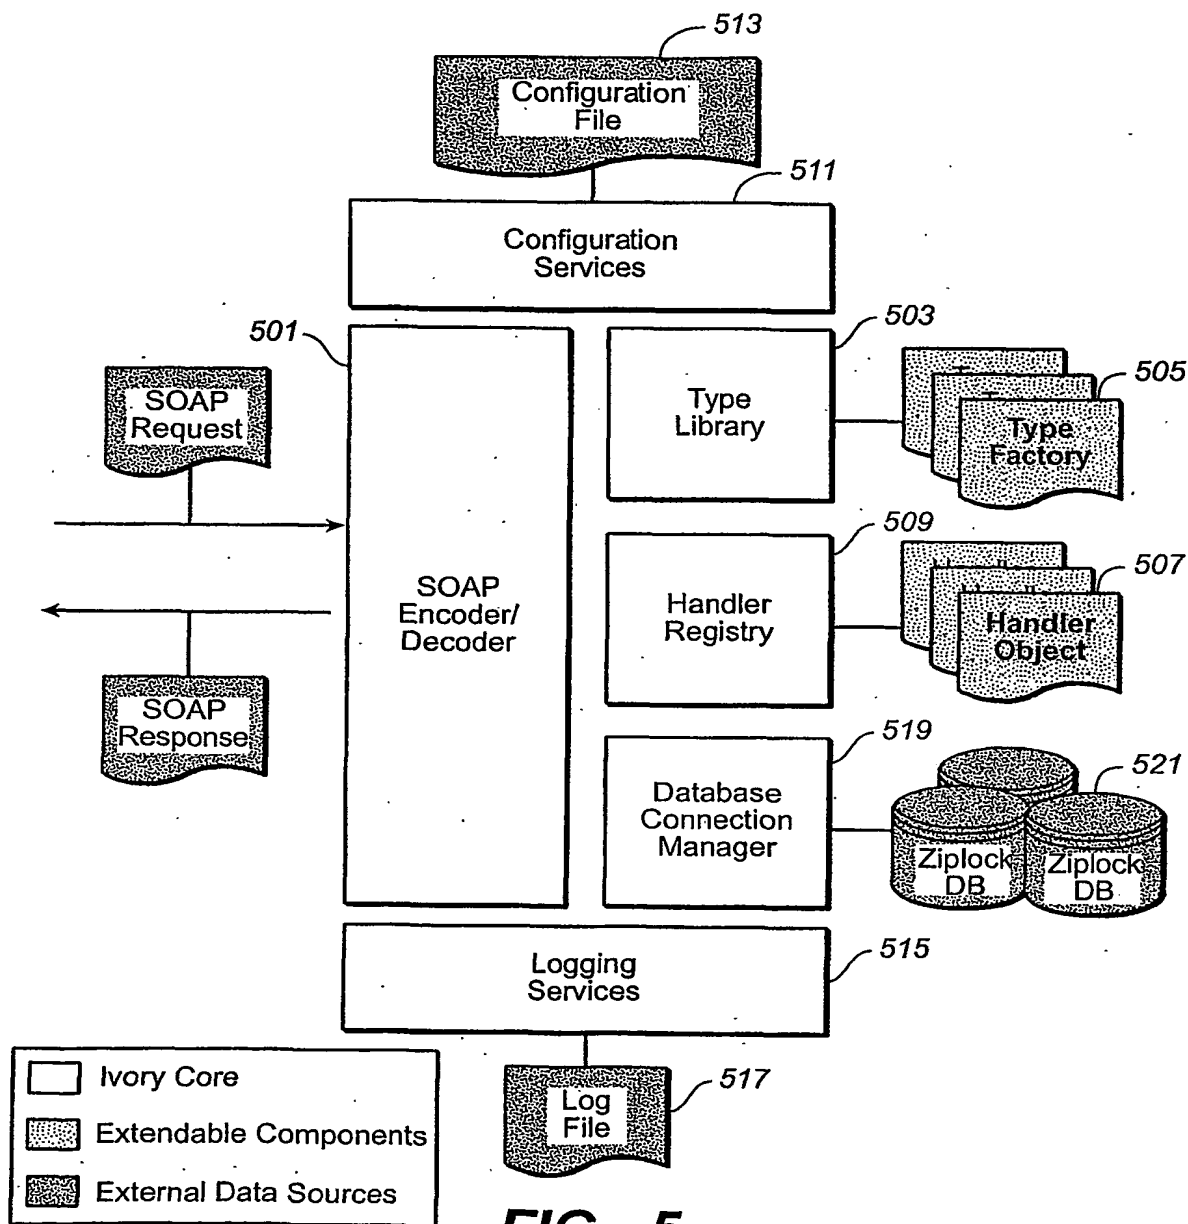 513
Configuration
File
511
Configuration
Services
501
503
SOAP
Request
Type
Library
505
Type
Factory
509
SOAP
Encoder/
Decoder
Handler
Registry
507
Handler
Object
SOAP
Response
519
Database
Connection
Manager
521
Ziplock
DB
Ziplock
DB
515
Logging
Services
517
Log
File
Ivory Core
Extendable Components
External Data Sources
FIG. 5